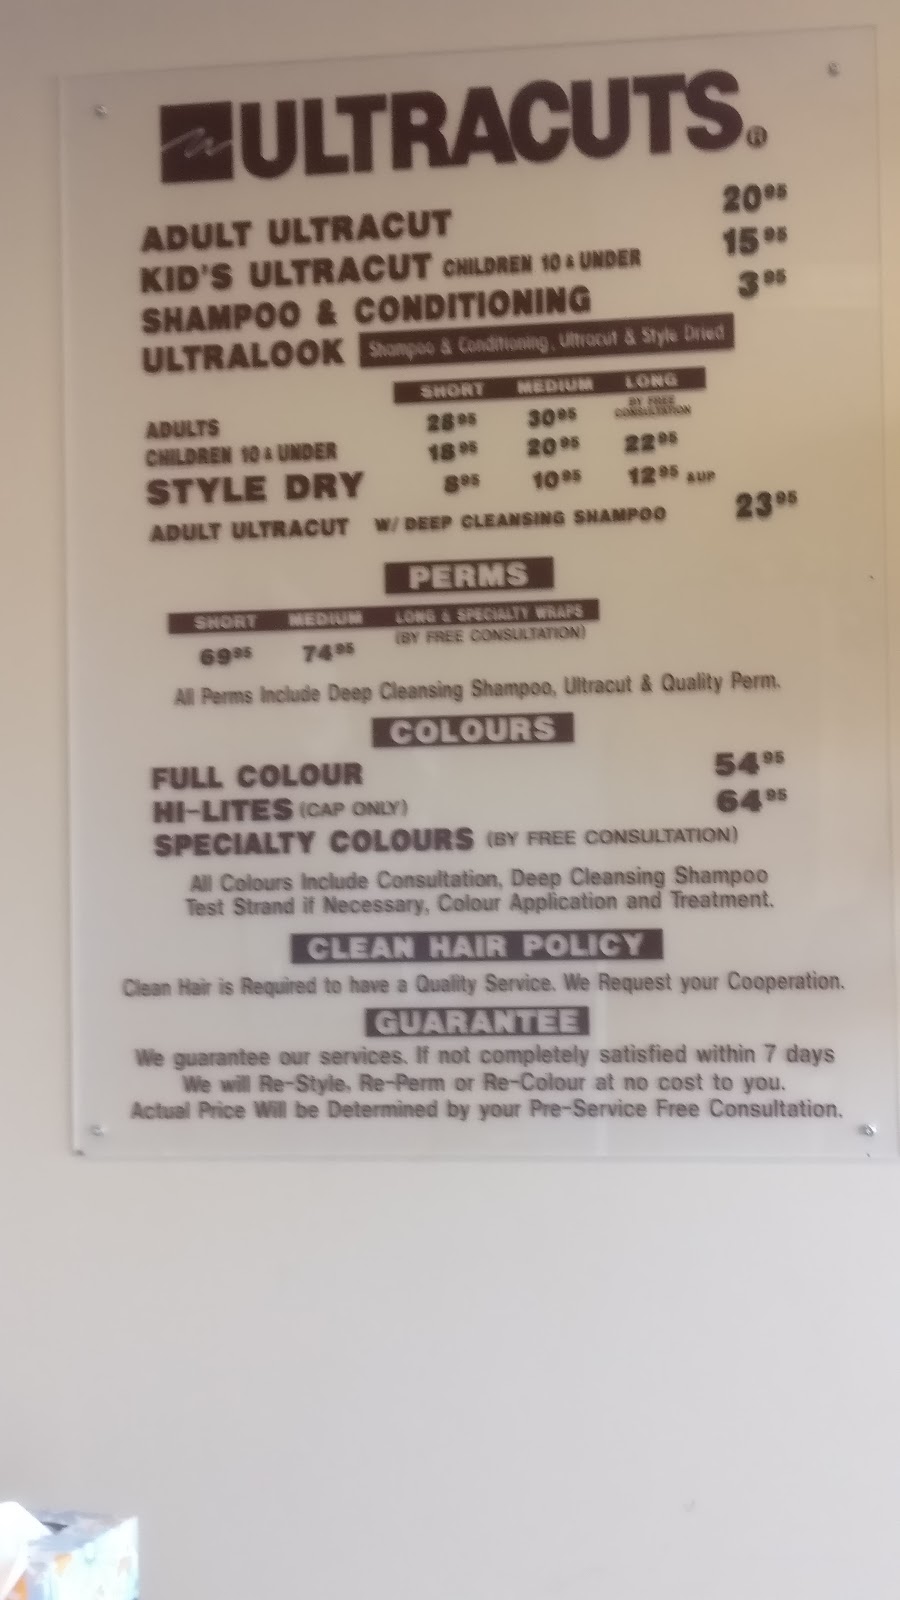 ULTRACUTS®
ADULT ULTRACUT 20.95
KID'S ULTRACUT CHILDREN 10 & UNDER 15.95
SHAMPOO & CONDITIONING 3.95
ULTRALOOK Shampoo & Conditioning, Ultracut & Style Dried
SHORT MEDIUM LONG
BY FREE
CONSULTATION
ADULTS 28.95 30.95
CHILDREN 10 & UNDER 18.95 20.95 22.95
STYLE DRY 8.95 10.95 12.95 & UP
ADULT ULTRACUT W/ DEEP CLEANSING SHAMPOO 23.95
PERMS
SHORT MEDIUM LONG & SPECIALTY WRAPS
69.95 74.95 (BY FREE CONSULTATION)
All Perms Include Deep Cleansing Shampoo, Ultracut & Quality Perm.
COLOURS
FULL COLOUR 54.95
HI-LITES (CAP ONLY) 64.95
SPECIALTY COLOURS (BY FREE CONSULTATION)
All Colours Include Consultation, Deep Cleansing Shampoo
Test Strand if Necessary, Colour Application and Treatment.
CLEAN HAIR POLICY
Clean Hair is Required to have a Quality Service. We Request your Cooperation.
GUARANTEE
We guarantee our services. If not completely satisfied within 7 days
We will Re-Style, Re-Perm or Re-Colour at no cost to you.
Actual Price Will be Determined by your Pre-Service Free Consultation.